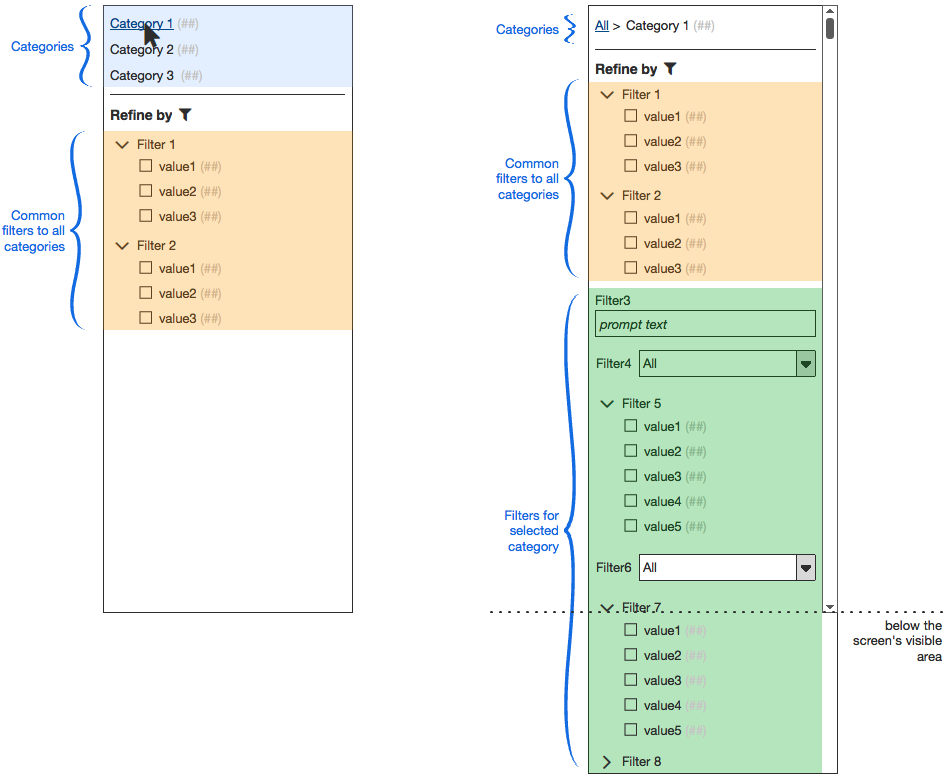 Categories
Category 1 (##)
Category 2 (##)
Category 3 (##)
Refine by
Common
filters to all
categories
Filter 1
value1 (##)
value2 (##)
value3 (##)
Filter 2
value1 (##)
value2 (##)
value3 (##)
Categories
All > Category 1 (##)
Refine by
Common
filters to all
categories
Filter 1
value1 (##)
value2 (##)
value3 (##)
Filter 2
value1 (##)
value2 (##)
value3 (##)
Filters for
selected
category
Filter3
prompt text
Filter4 All
Filter 5
value1 (##)
value2 (##)
value3 (##)
value4 (##)
value5 (##)
Filter6 All
Filter 7
value1 (##)
value2 (##)
value3 (##)
value4 (##)
value5 (##)
Filter 8
below the
screen's visible
area